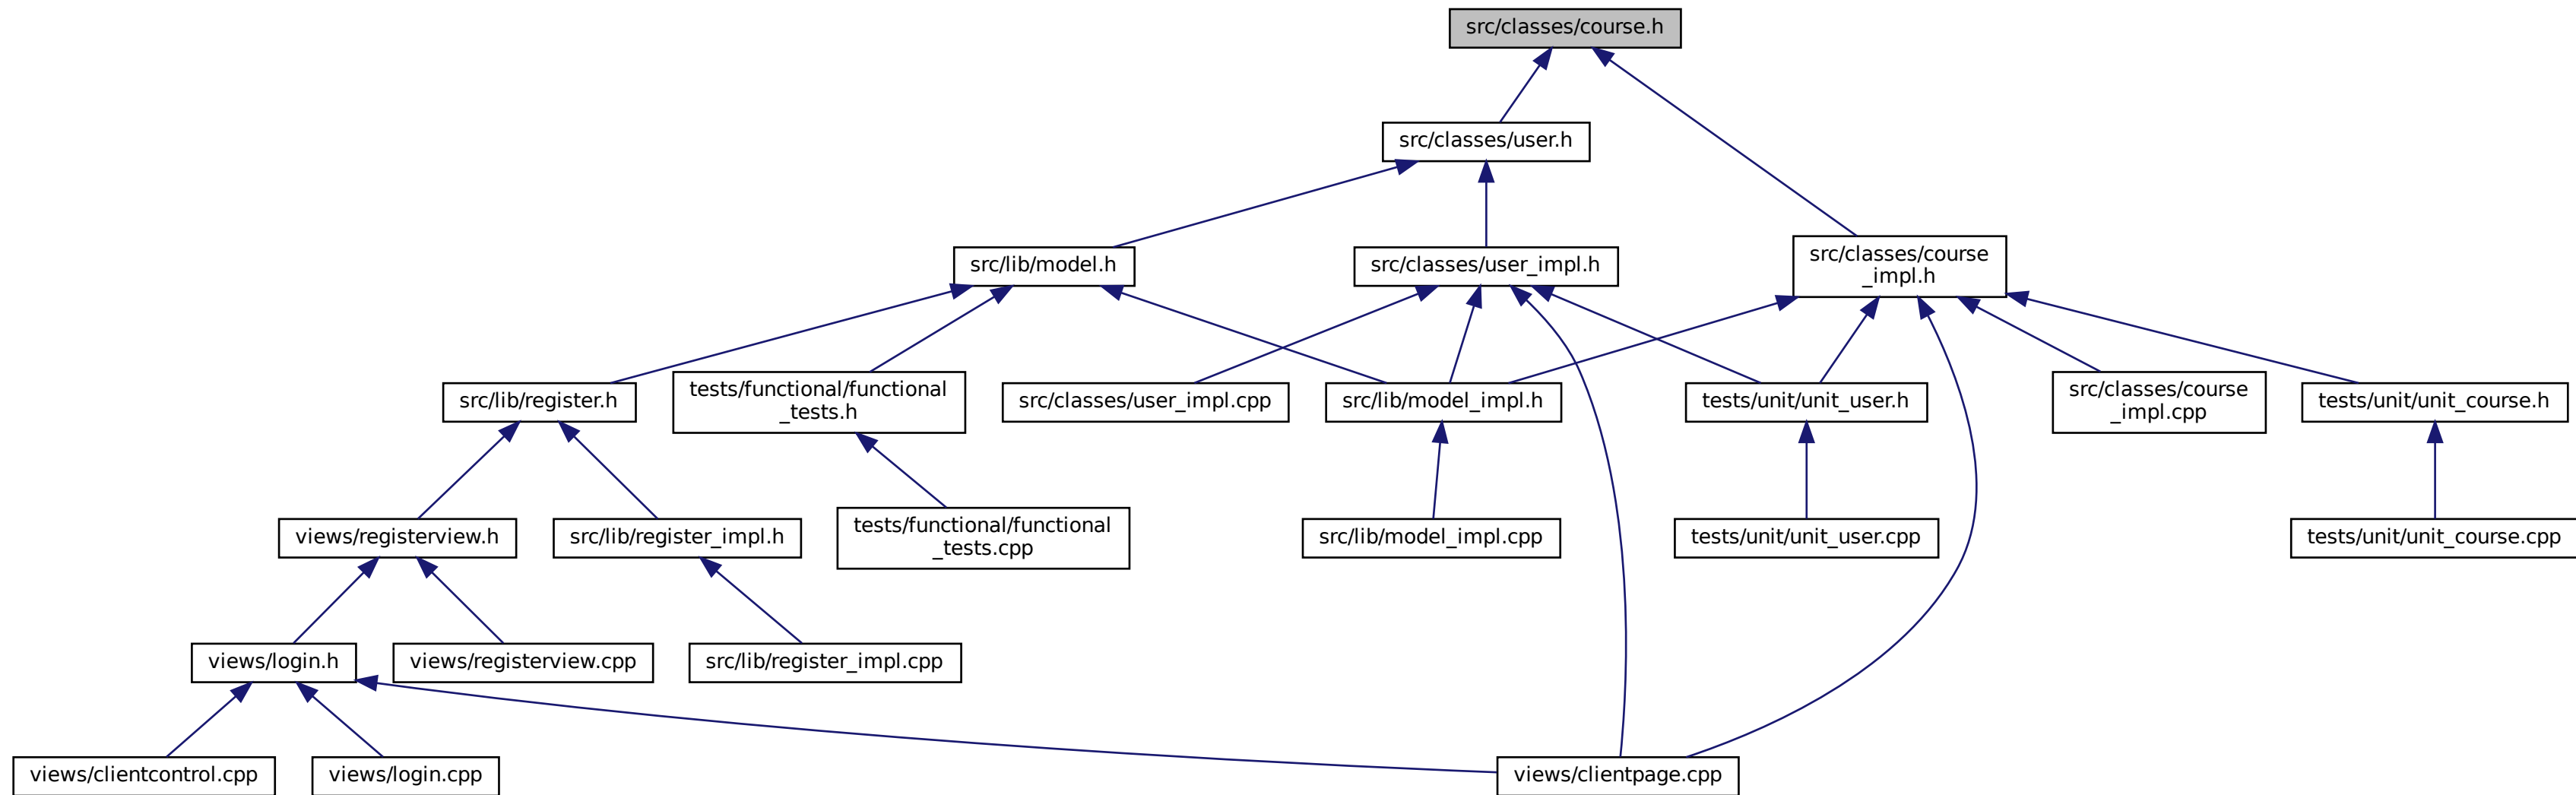 src/classes/course.h
src/classes/user.h
src/lib/model.h
src/classes/user_impl.h
src/classes/course
_impl.h
src/lib/register.h
tests/functional/functional
_tests.h
src/classes/user_impl.cpp
src/lib/model_impl.h
tests/unit/unit_user.h
src/classes/course
_impl.cpp
tests/unit/unit_course.h
views/registerview.h
src/lib/register_impl.h
tests/functional/functional
_tests.cpp
src/lib/model_impl.cpp
tests/unit/unit_user.cpp
tests/unit/unit_course.cpp
views/login.h
views/registerview.cpp
src/lib/register_impl.cpp
views/clientcontrol.cpp
views/login.cpp
views/clientpage.cpp